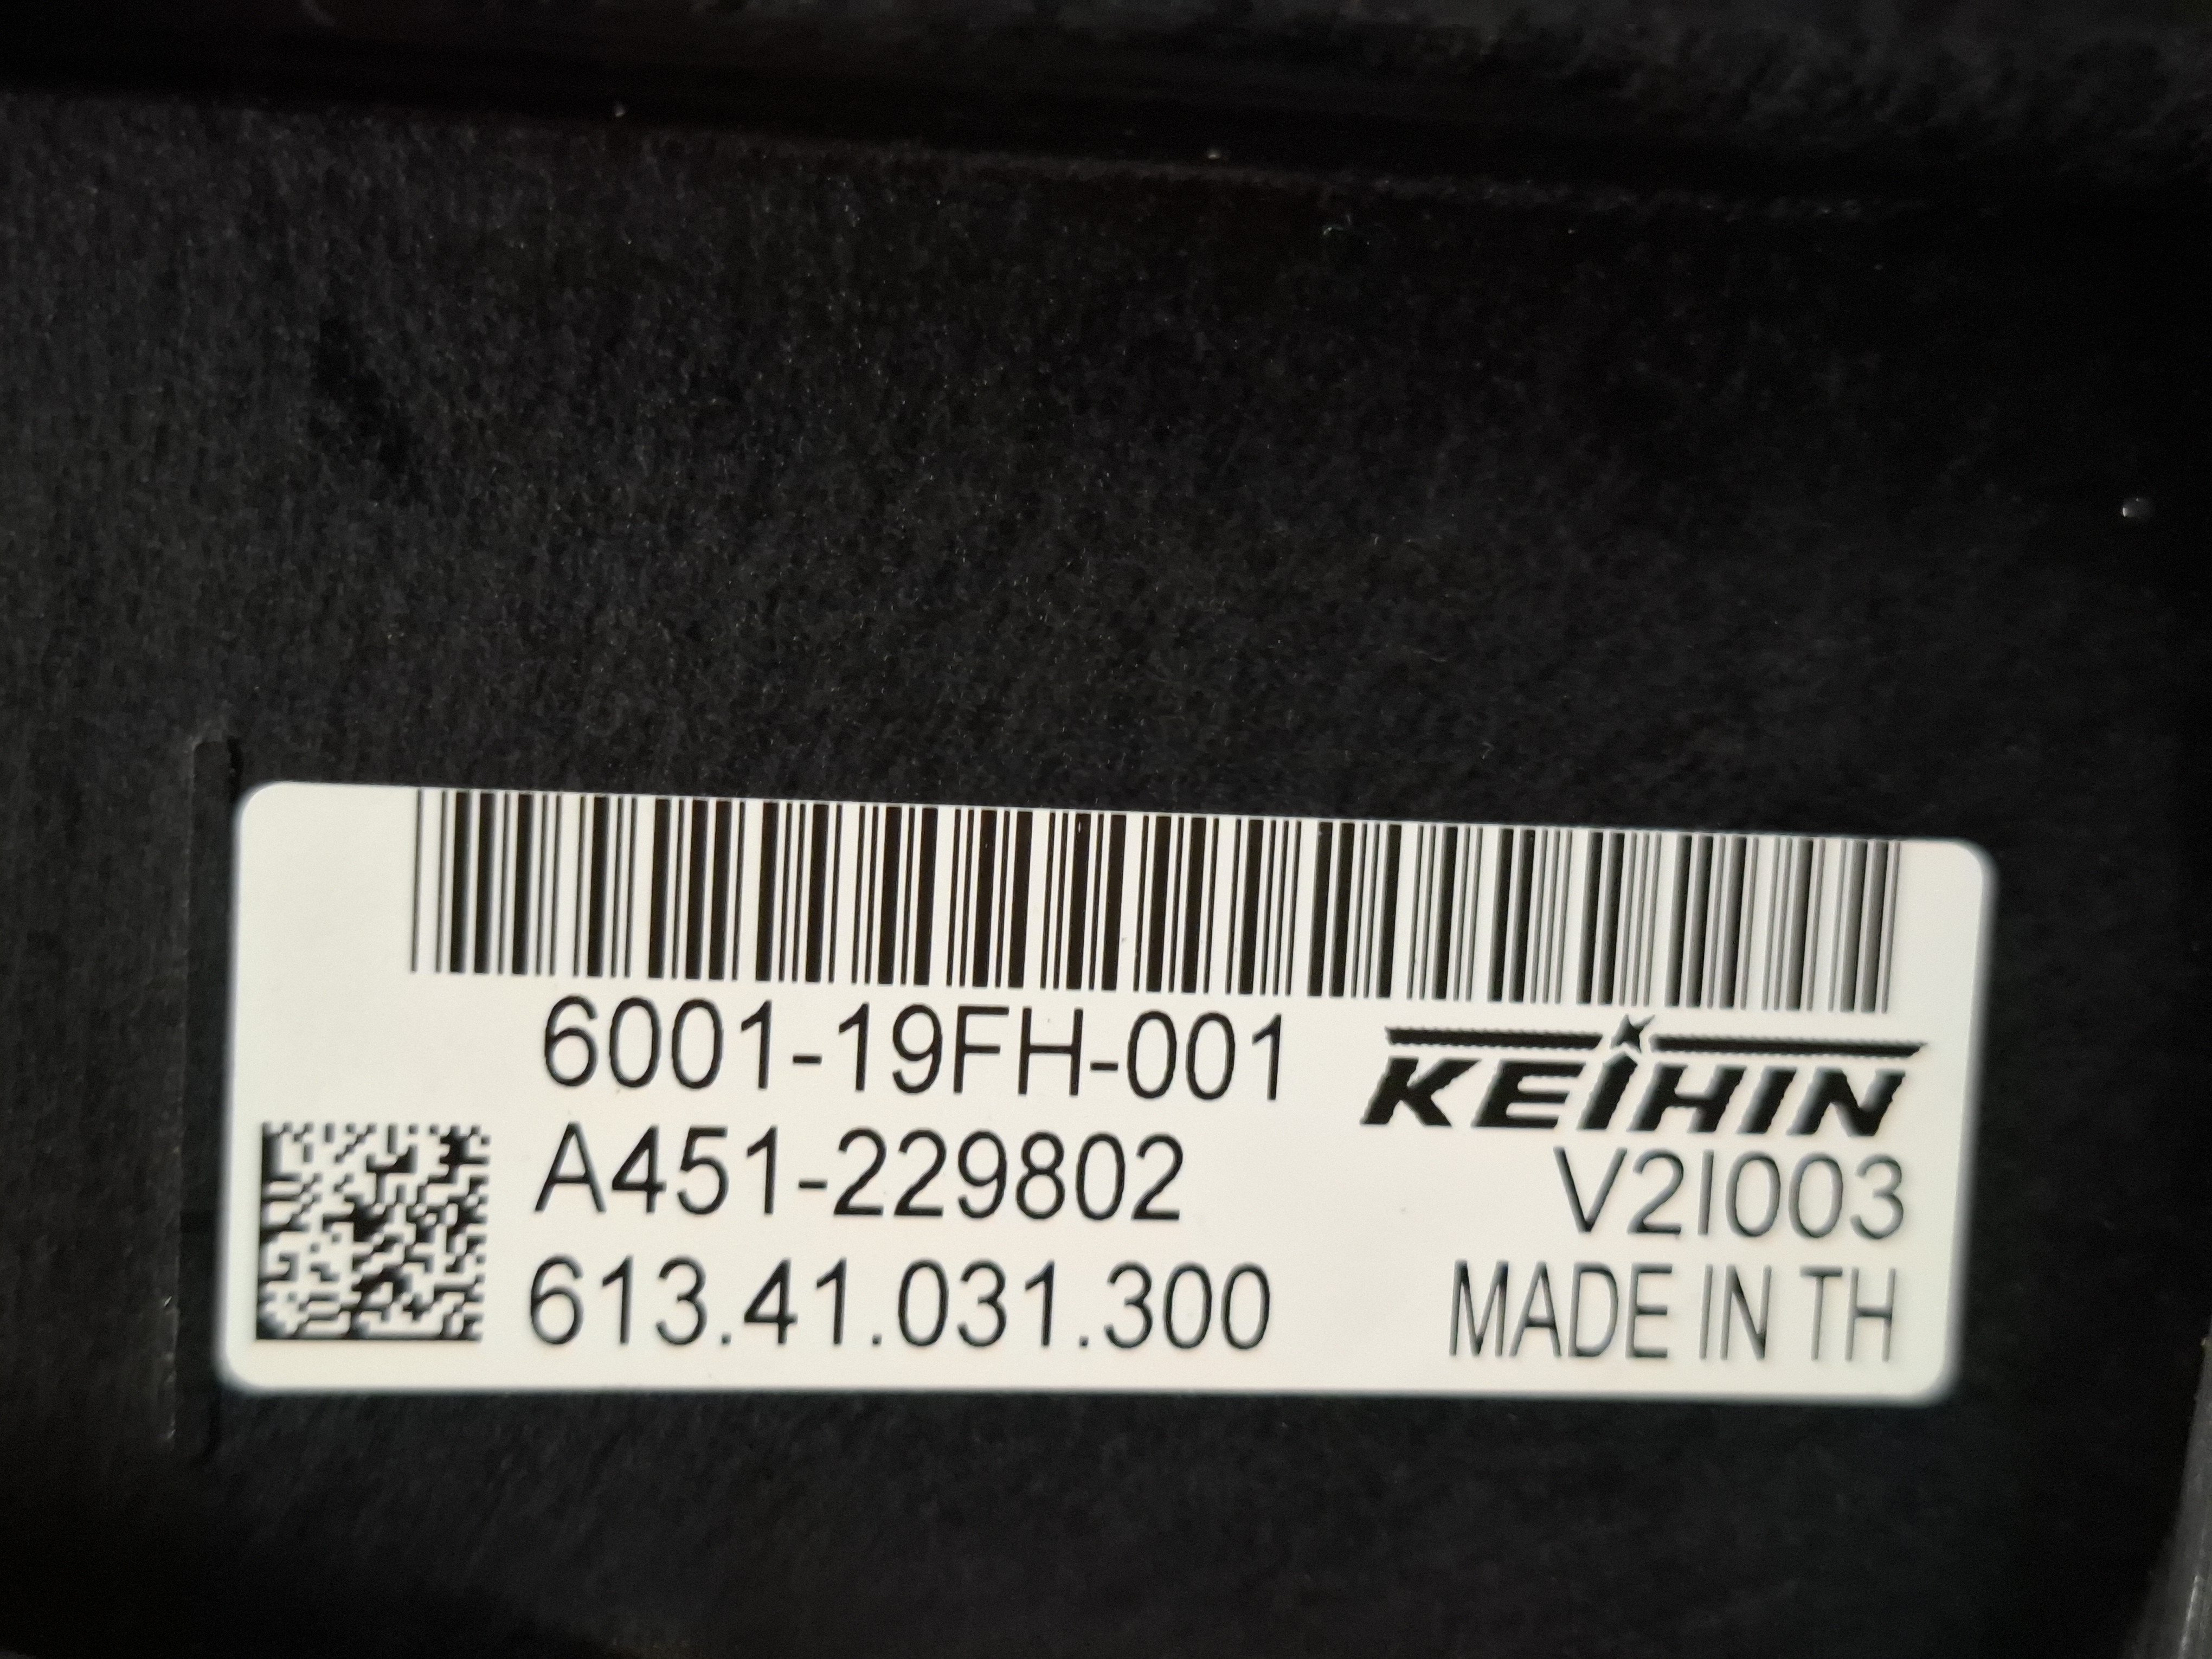 6001-19FH-001
KEIHIN
A451-229802
V2I003
613.41.031.300
MADE IN TH